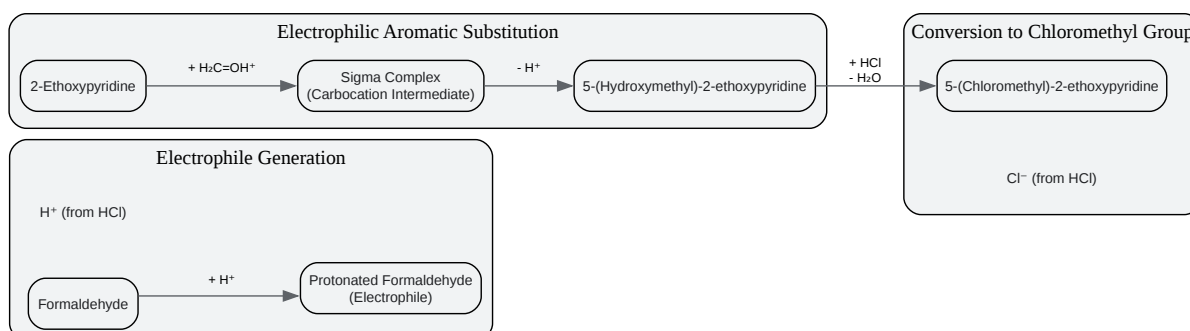 Electrophilic Aromatic Substitution
Conversion to Chloromethyl Group
2-Ethoxypyridine
+ H₂C=OH⁺
Sigma Complex
(Carbocation Intermediate)
- H⁺
5-(Hydroxymethyl)-2-ethoxypyridine
+ HCl
- H₂O
5-(Chloromethyl)-2-ethoxypyridine
Cl⁻ (from HCl)
Electrophile Generation
H⁺ (from HCl)
Formaldehyde
+ H⁺
Protonated Formaldehyde
(Electrophile)